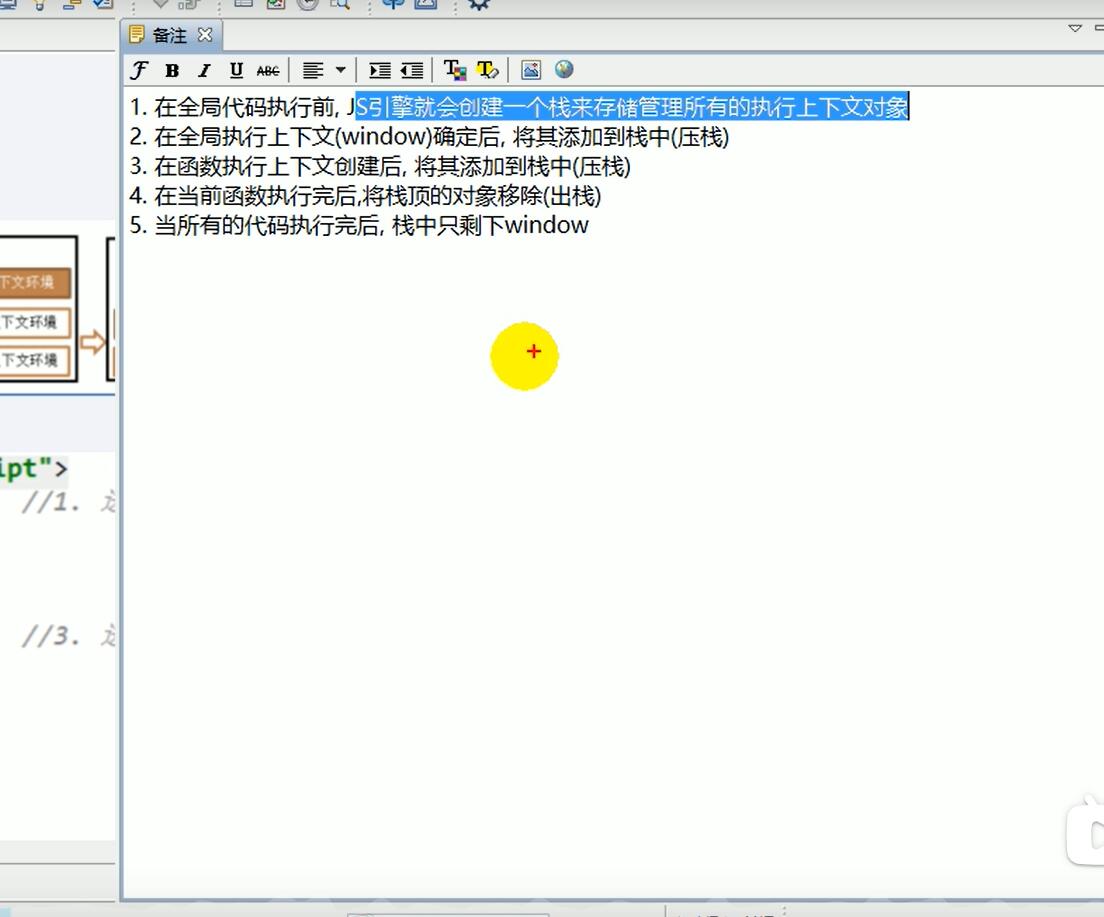 备注
ABC
1. 在全局代码执行前, JS引擎就会创建一个栈来存储管理所有的执行上下文对象
2. 在全局执行上下文(window)确定后, 将其添加到栈中(压栈)
3. 在函数执行上下文创建后, 将其添加到栈中(压栈)
4. 在当前函数执行完后,将栈顶的对象移除(出栈)
5. 当所有的代码执行完后, 栈中只剩下window
下文环境
下文环境
下文环境
ipt">
//1.
//3.